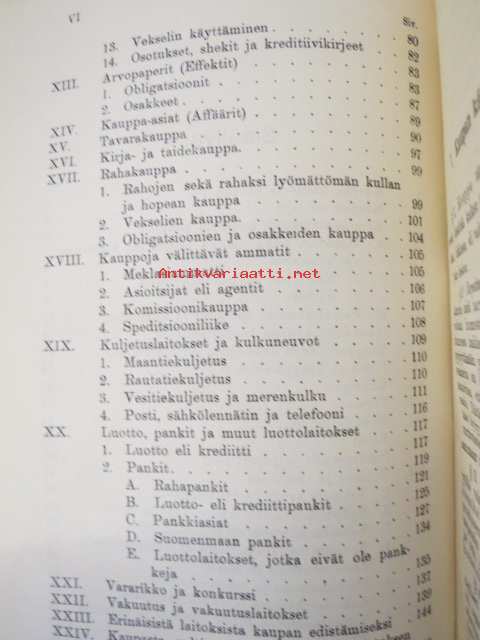 VI
Siv.
13. Vekselin käyttäminen . . . . . . . 80
14. Osotukset, shekit ja kreditiivikirjeet . . 82
XIII. Arvopaperit (Effektit) . . . . . . . 83
1. Obligatsioonit . . . . . . . 83
2. Osakkeet . . . . . . . 87
XIV. Kauppa-asiat (Affäärit) . . . . . . . 89
XV. Tavarakauppa . . . . . . . 90
XVI. Kirja- ja taidekauppa. . . . . . . 97
XVII. Rahakauppa . . . . . . . 99
1. Rahojen sekä rahaksi lyömättömän kullan
ja hopean kauppa . . . . . . . 99
2. Vekselien kauppa. . . . . . . 101
3. Obligatsioonien ja osakkeiden kauppa . . 104
XVIII. Kauppoja välittävät ammatit . . . . . . . 105
1. . . . . . . 105
Antikvariaatti.net
2. Asioitsijat eli agentit . . . . . . . 106
3. Komissioonikauppa . . . . . . . 107
4. Speditsiooniliike . . . . . . . 108
XIX. Kuljetuslaitokset ja kulkuneuvot . . . . . . . 109
1. Maantiekuljetus . . . . . . . 110
2. Rautatiekuljetus . . . . . . . 110
3. Vesitiekuljetus ja merenkulku . . . . . . . 111
4. Posti, sähkölennätin ja telefooni . . . . 116
XX. Luotto, pankit ja muut luottolaitokset . . . 117
1. Luotto eli kreditti . . . . . . . 117
2. Pankit. . . . . . . 119
A. Rahapankit . . . . . . . 121
B. Luotto- eli krediittipankit . . . . . 125
C. Pankkiasiat . . . . . . . 127
D. Suomenmaan pankit . . . . . . . 134
E. Luottolaitokset, jotka eivät ole pank-
keja . . . . . . . 135
XXI. Vararikko ja konkurssi . . . . . . . 137
XXII. Vakuutus ja vakuutuslaitokset . . . . . . . 139
XXIII. Erinäisistä laitoksista kaupan edistämiseksi 144
XXIV.